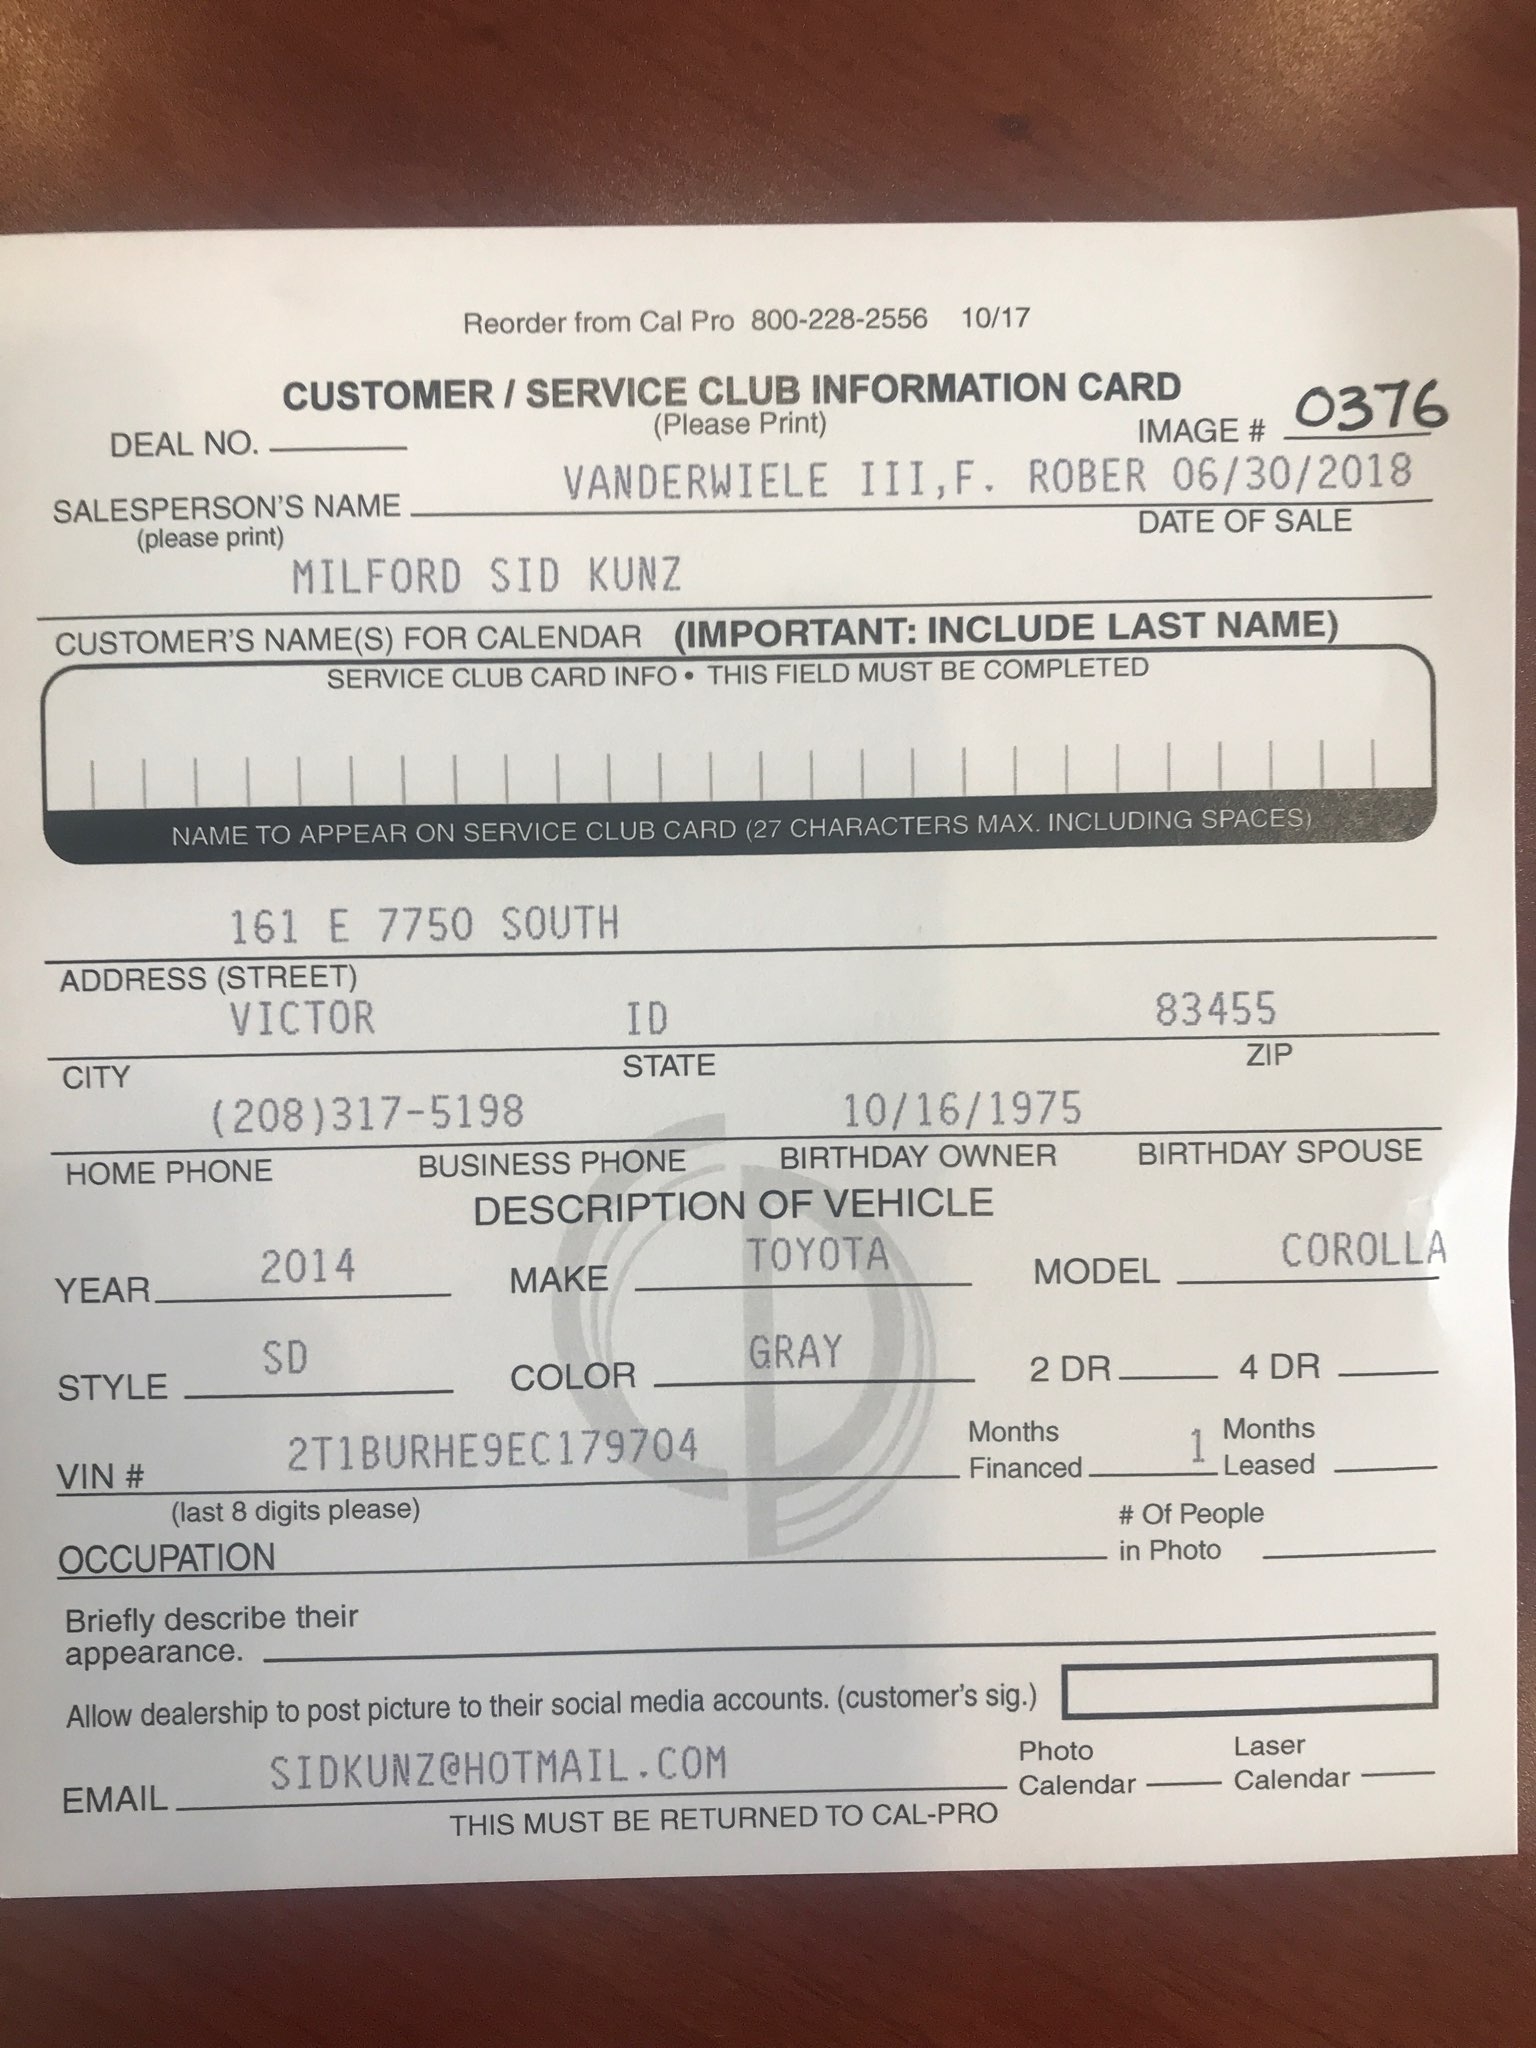 Reorder from Cal Pro 800-228-2556 10/17
CUSTOMER / SERVICE CLUB INFORMATION CARD
(Please Print)
DEAL NO.
IMAGE # 0376
VANDERWIELE III,F. ROBER 06/30/2018
SALESPERSON'S NAME
DATE OF SALE
(please print)
MILFORD SID KUNZ
CUSTOMER'S NAME(S) FOR CALENDAR (IMPORTANT: INCLUDE LAST NAME)
SERVICE CLUB CARD INFO • THIS FIELD MUST BE COMPLETED
NAME TO APPEAR ON SERVICE CLUB CARD (27 CHARACTERS MAX. INCLUDING SPACES)
161 E 7750 SOUTH
ADDRESS (STREET)
VICTOR ID 83455
CITY STATE ZIP
(208)317-5198 10/16/1975
HOME PHONE BUSINESS PHONE BIRTHDAY OWNER BIRTHDAY SPOUSE
DESCRIPTION OF VEHICLE
YEAR 2014 MAKE TOYOTA MODEL COROLLA
STYLE SD COLOR GRAY 2 DR 4 DR
VIN # 2T1BURHE9EC179704 Months Financed 1 Months Leased
(last 8 digits please)
OCCUPATION # Of People in Photo
Briefly describe their
appearance.
Allow dealership to post picture to their social media accounts. (customer's sig.)
EMAIL SIDKUNZ@HOTMAIL.COM Photo Calendar Laser Calendar
THIS MUST BE RETURNED TO CAL-PRO